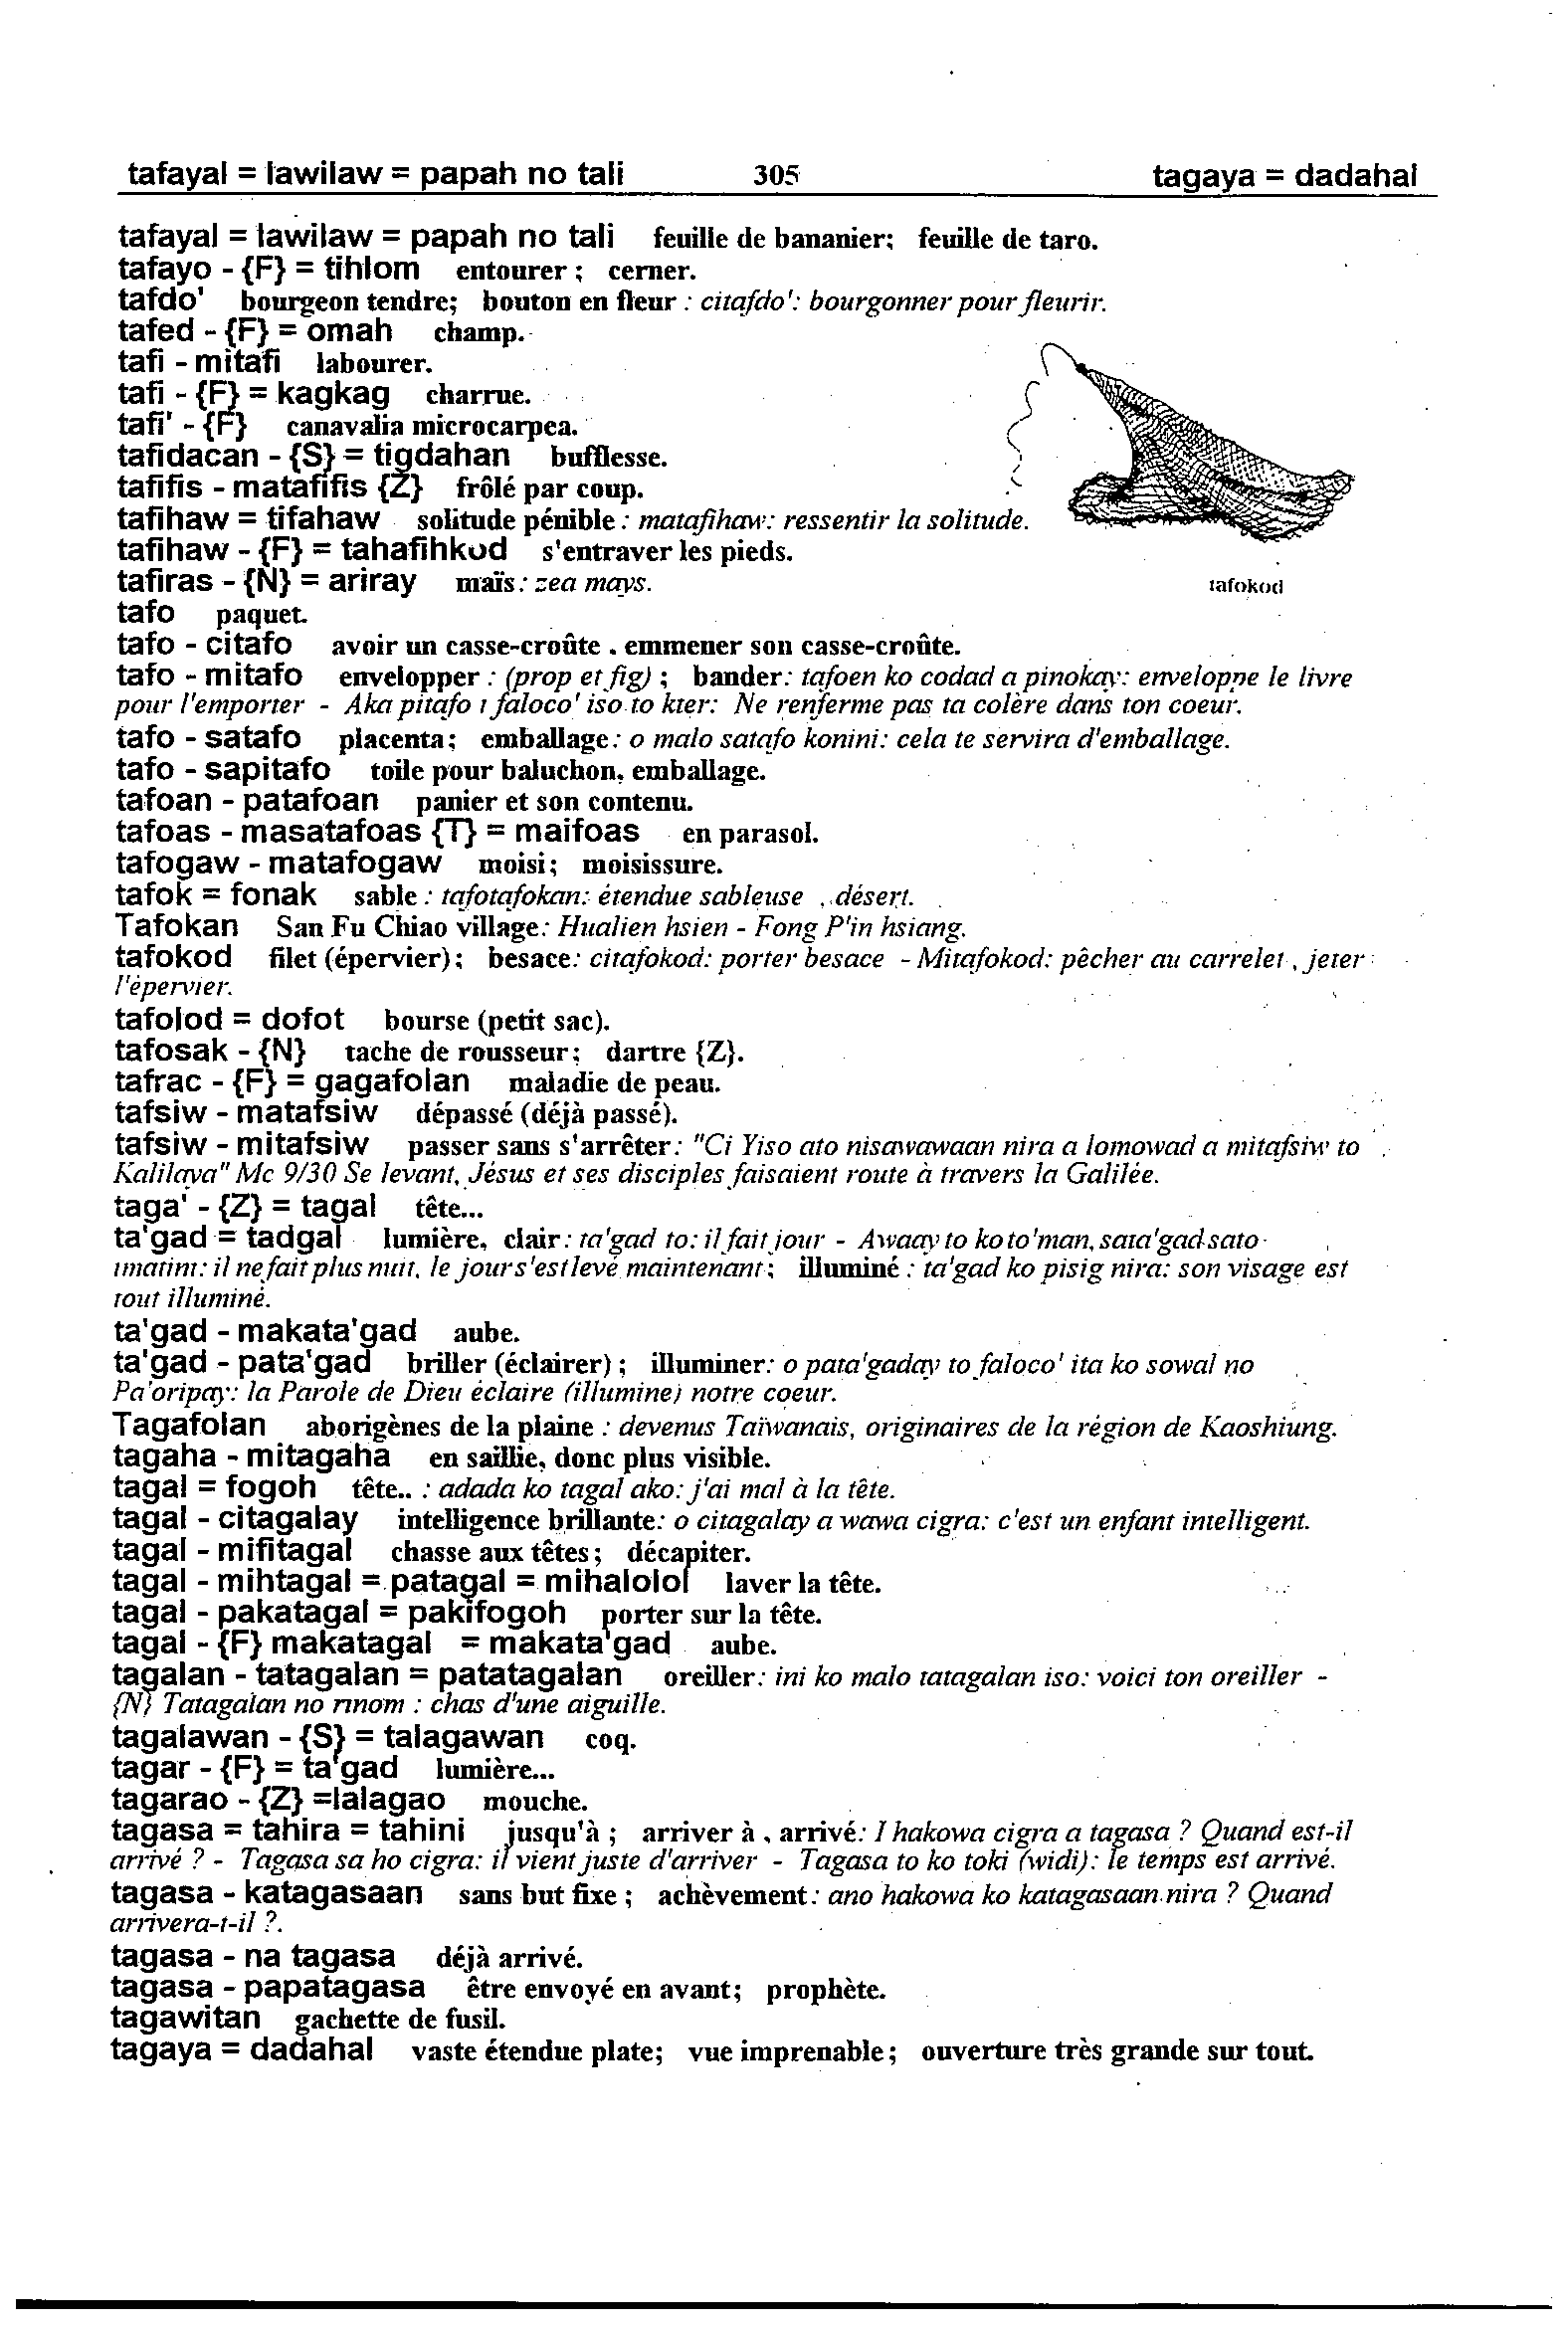 tafayal = lawilaw = papah no tali 305 tagaya = dadahal
tafayal = lawilaw = papah no tali feuille de bananier; feuille de taro.
tafayo - {F} = tihlom entourer ; cerner.
tafdo' bourgeon tendre; bouton en fleur : citafdo': bourgonner pour fleurir.
tafed - {F} = omah champ.
tafi - mitafi labourer.
tafi - {F} = kagkag charrue.
tafi' - {F} canavalia microcarpea.
tafidacan - {S} = tigdahan bufflesse.
tafifis - matafifis {Z} frôlé par coup.
tafihaw = tifahaw solitude pénible : matafihaw: ressentir la solitude.
tafihaw - {F} = tahafihkod s'entraver les pieds.
tafiras - {N} = ariray maïs : zea mays.
tafokod
tafo paquet.
tafo - citafo avoir un casse-croûte . emmener son casse-croûte.
tafo - mitafo envelopper : (prop et fig) ; bander: tafoen ko codad a pinokay: enveloppe le livre
pour l'emporter - Aka pitafo i faloco' iso to kter: Ne renferme pas ta colère dans ton coeur.
tafo - satafo placenta; emballage: o malo satafo konini: cela te servira d'emballage.
tafo - sapitafo toile pour baluchon, emballage.
tafoan - patafoan panier et son contenu.
tafoas - masatafoas {T} = maifoas en parasol.
tafogaw - matafogaw moisi; moisissure.
tafok = fonak sable : tafotafokan: étendue sableuse , désert.
Tafokan San Fu Chiao village: Hualien hsien - Fong P'in hsiang.
tafokod filet (épervier); besace: citafokod: porter besace - Mitafokod: pêcher au carrelet , jeter
l'épervier.
tafolod = dofot bourse (petit sac).
tafosak - {N} tache de rousseur; dartre {Z}.
tafrac - {F} = gagafolan maladie de peau.
tafsiw - matafsiw dépassé (déjà passé).
tafsiw - mitafsiw passer sans s'arrêter: "Ci Yiso ato nisawawaan nira a lomowad a mitafsiw to
Kalilaya" Mc 9/30 Se levant, Jésus et ses disciples faisaient route à travers la Galilée.
taga' - {Z} = tagal tête...
ta'gad = tadgal lumière, clair : ta'gad to: il fait jour - Awaay to ko to'man, sata'gad sato
imatini: il ne fait plus nuit, le jour s'est levé maintenant ; illuminé : ta'gad ko pisig nira: son visage est
tout illuminé.
ta'gad - makata'gad aube.
ta'gad - pata'gad briller (éclairer) ; illuminer: o pata'gaday to faloco' ita ko sowal no
Pa'oripay: la Parole de Dieu éclaire (illumine) notre coeur.
Tagafolan aborigènes de la plaine : devenus Taïwanais, originaires de la région de Kaoshiung.
tagaha - mitagaha en saillie, donc plus visible.
tagal = fogoh tête.. : adada ko tagal ako: j'ai mal à la tête.
tagal - citagalay intelligence brillante: o citagalay a wawa cigra: c'est un enfant intelligent.
tagal - mifitagal chasse aux têtes ; décapiter.
tagal - mihtagal = patagal = mihalolol laver la tête.
tagal - pakatagal = pakifogoh porter sur la tête.
tagal - {F} makatagal = makata'gad aube.
tagalan - tatagalan = patatagalan oreiller: ini ko malo tatagalan iso: voici ton oreiller -
{N} Tatagalan no rinom : chas d'une aiguille.
tagalawan - {S} = talagawan coq.
tagar - {F} = ta'gad lumière...
tagarao - {Z} =lalagao mouche.
tagasa = tahira = tahini jusqu'à ; arriver à , arrivé: I hakowa cigra a tagasa ? Quand est-il
arrivé ? - Tagasa sa ho cigra: il vient juste d'arriver - Tagasa to ko toki (widi): le temps est arrivé.
tagasa - katagasaan sans but fixe ; achèvement : ano hakowa ko katagasaan nira ? Quand
arrivera-t-il ?.
tagasa - na tagasa déjà arrivé.
tagasa - papatagasa être envoyé en avant; prophète.
tagawitan gachette de fusil.
tagaya = dadahal vaste étendue plate; vue imprenable ; ouverture très grande sur tout.